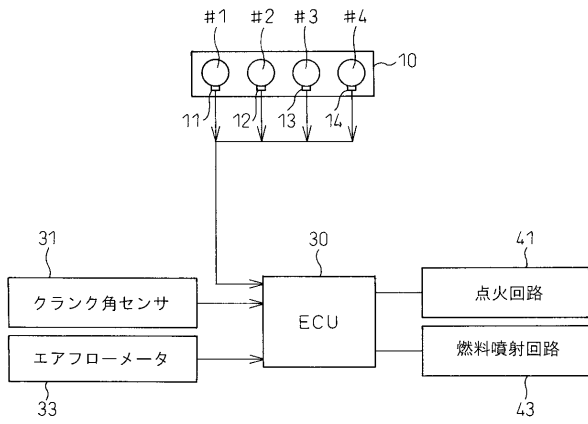 #1 #2 #3 #4
10
11 12 13 14
31 30 41
クランク角センサ
ECU
点火回路
エアフローメータ
燃料噴射回路
33 43